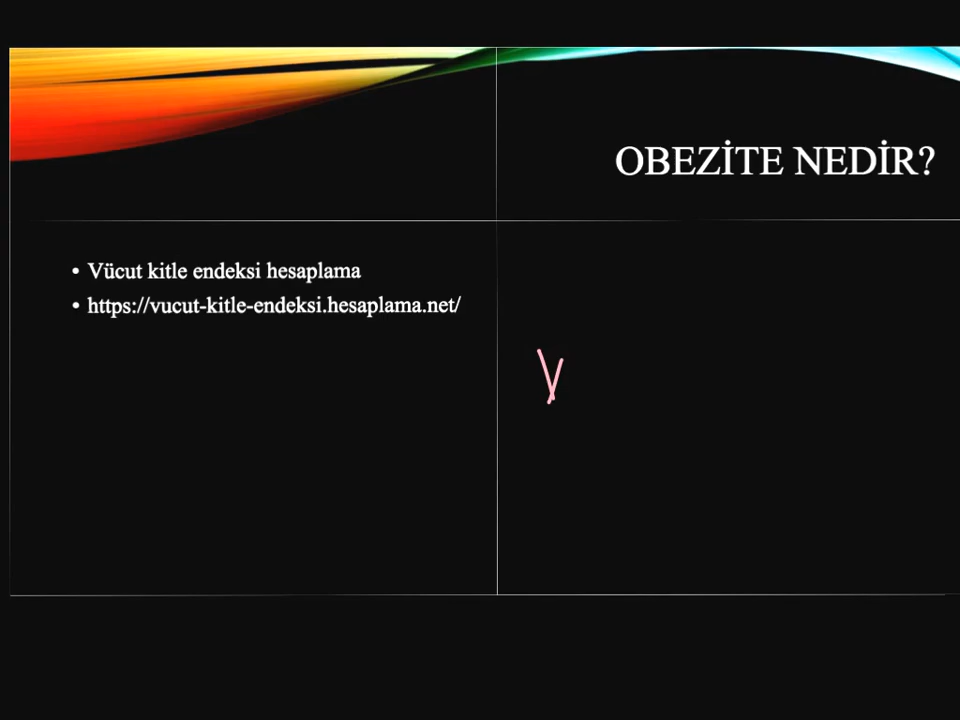 OBEZİTE NEDİR?
• Vücut kitle endeksi hesaplama
• https://vucut-kitle-endeksi.hesaplama.net/
V